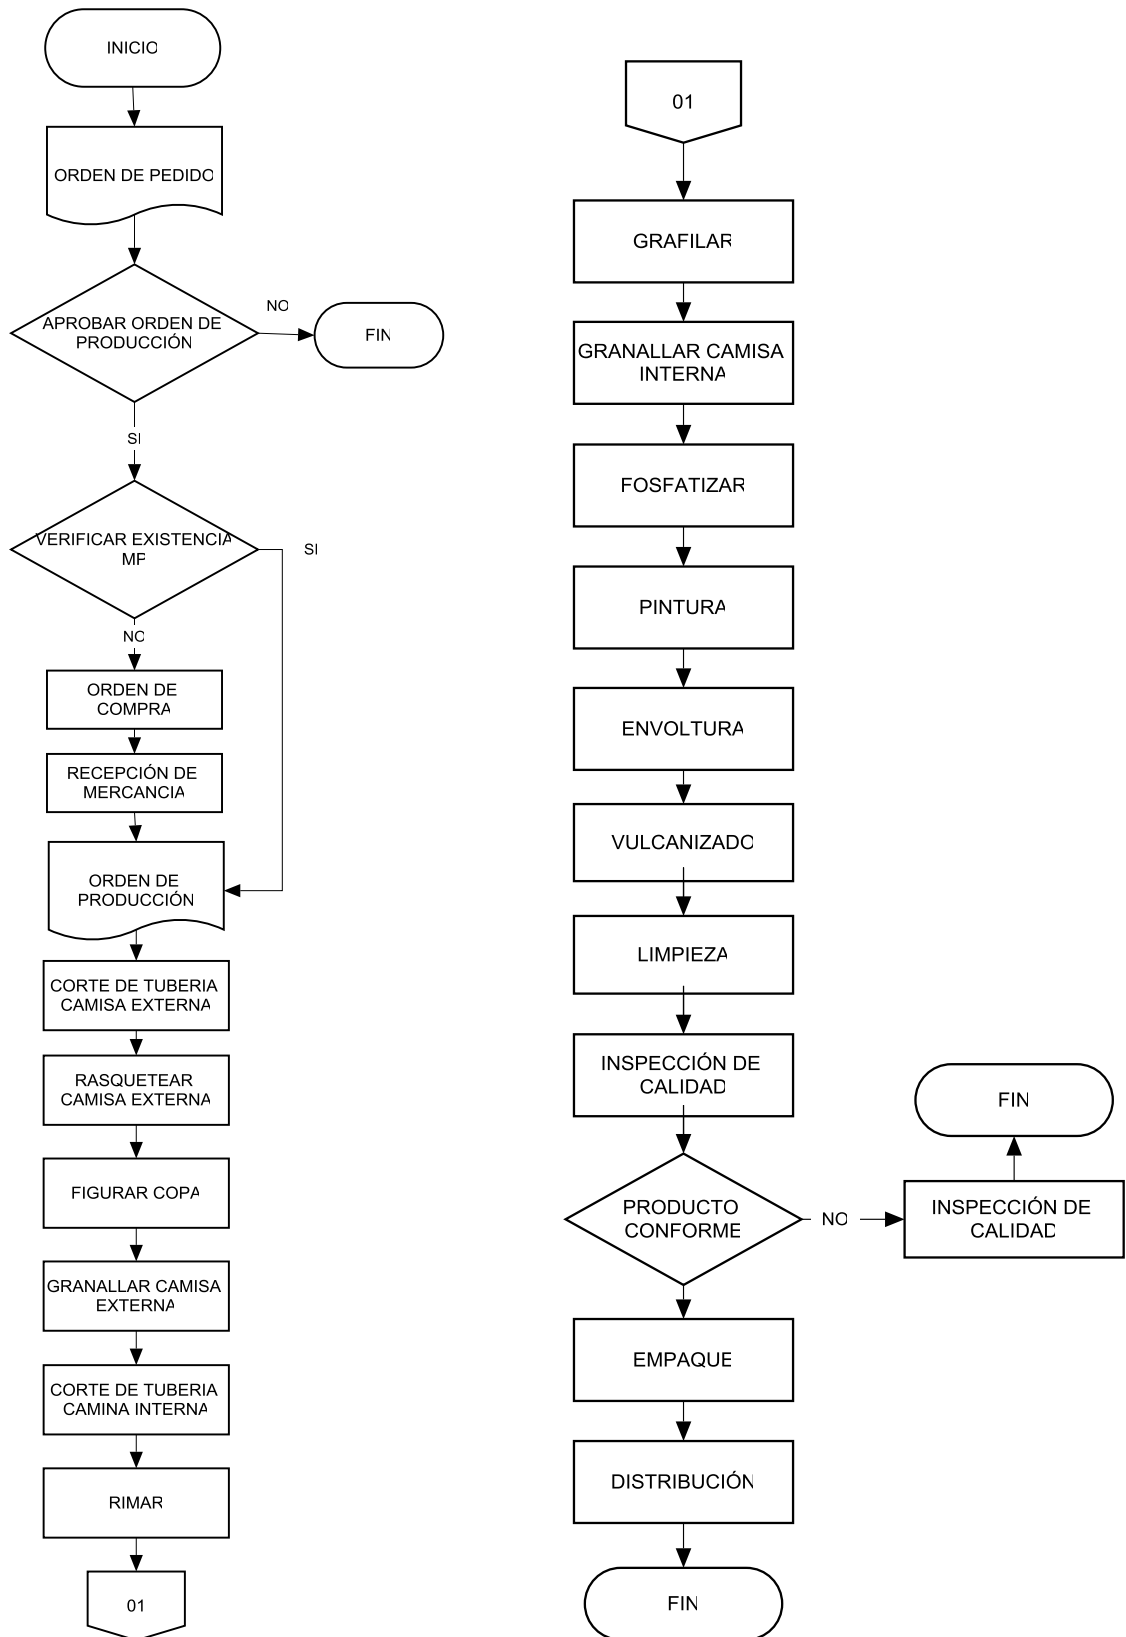 INICIO
ORDEN DE PEDIDO
APROBAR ORDEN DE
PRODUCCIÓN
NO
FIN
SI
VERIFICAR EXISTENCIA
MP
SI
NO
ORDEN DE
COMPRA
RECEPCIÓN DE
MERCANCIA
ORDEN DE
PRODUCCIÓN
CORTE DE TUBERIA
CAMISA EXTERNA
RASQUETEAR
CAMISA EXTERNA
FIGURAR COPA
GRANALLAR CAMISA
EXTERNA
CORTE DE TUBERIA
CAMINA INTERNA
RIMAR
01
01
GRAFILAR
GRANALLAR CAMISA
INTERNA
FOSFATIZAR
PINTURA
ENVOLTURA
VULCANIZADO
LIMPIEZA
INSPECCIÓN DE
CALIDAD
PRODUCTO
CONFORME
NO
INSPECCIÓN DE
CALIDAD
FIN
EMPAQUE
DISTRIBUCIÓN
FIN